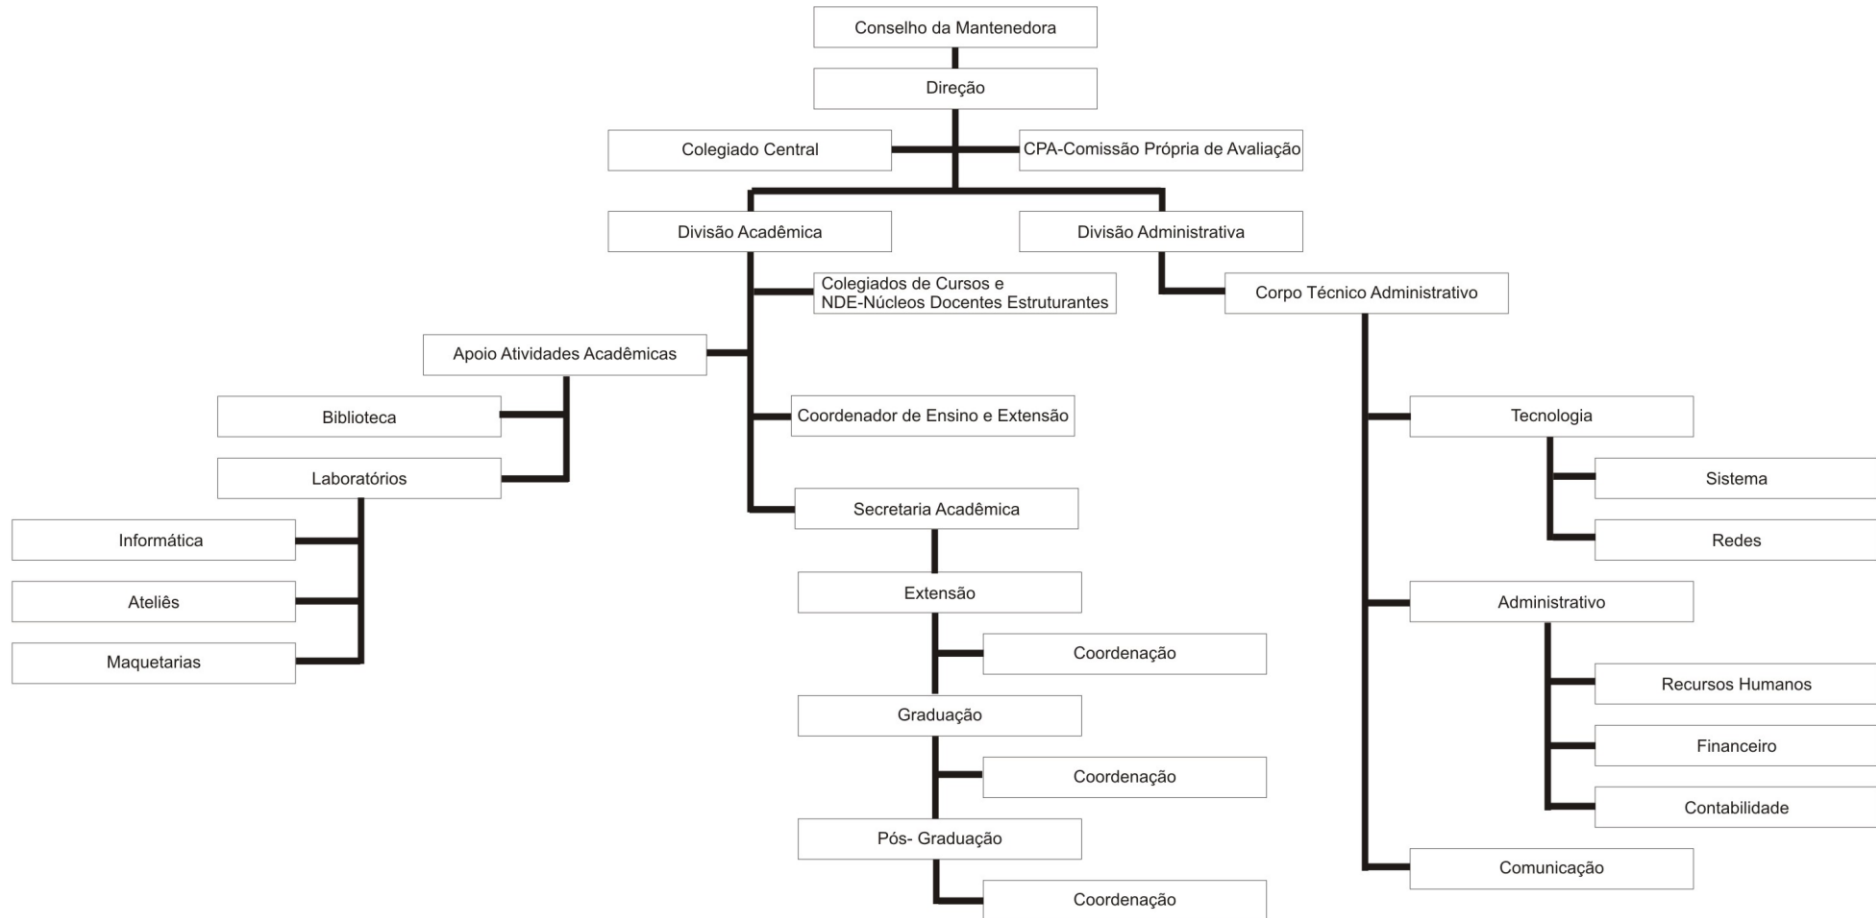 Conselho da Mantenedora
Direção
Colegiado Central
CPA-Comissão Própria de Avaliação
Divisão Acadêmica
Divisão Administrativa
Colegiados de Cursos e
NDE-Núcleos Docentes Estruturantes
Corpo Técnico Administrativo
Apoio Atividades Acadêmicas
Biblioteca
Coordenador de Ensino e Extensão
Tecnologia
Laboratórios
Sistema
Secretaria Acadêmica
Informática
Redes
Extensão
Ateliês
Administrativo
Coordenação
Maquetarias
Recursos Humanos
Graduação
Financeiro
Coordenação
Contabilidade
Pós- Graduação
Comunicação
Coordenação